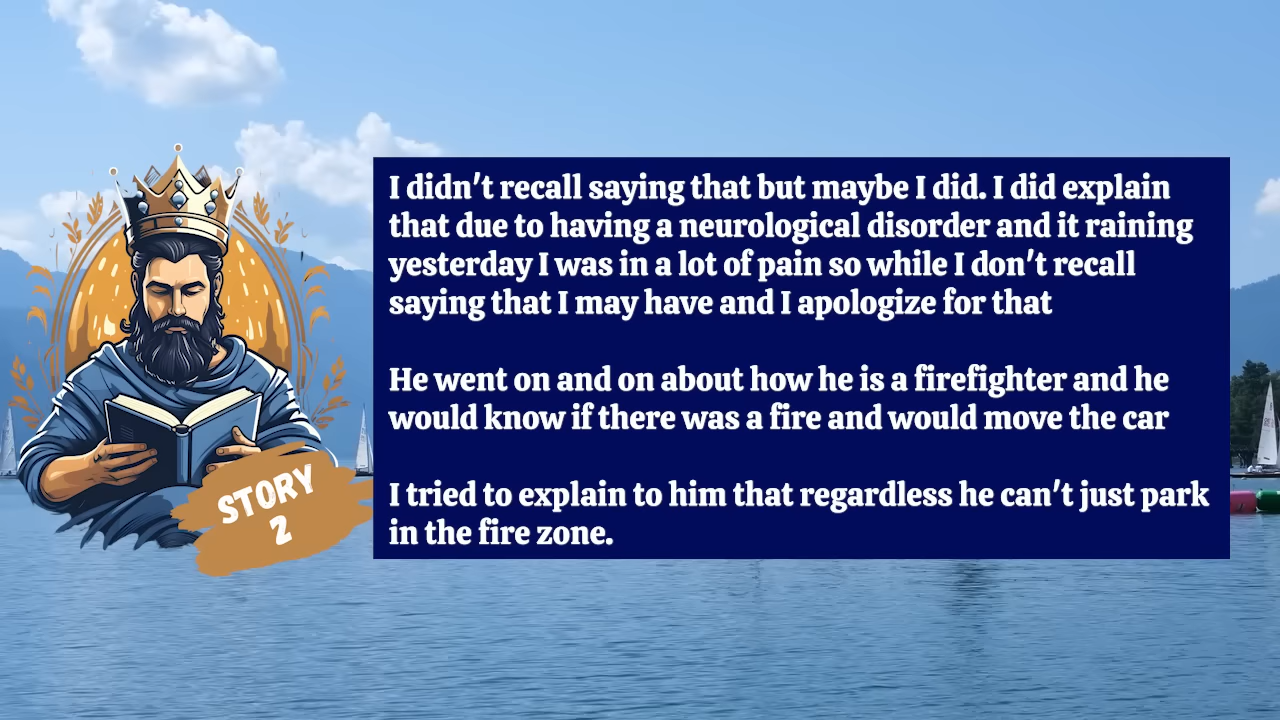 I didn't recall saying that but maybe I did. I did explain
that due to having a neurological disorder and it raining
yesterday I was in a lot of pain so while I don't recall
saying that I may have and I apologize for that
He went on and on about how he is a firefighter and he
would know if there was a fire and would move the car
I tried to explain to him that regardless he can't just park
in the fire zone.
STORY
2